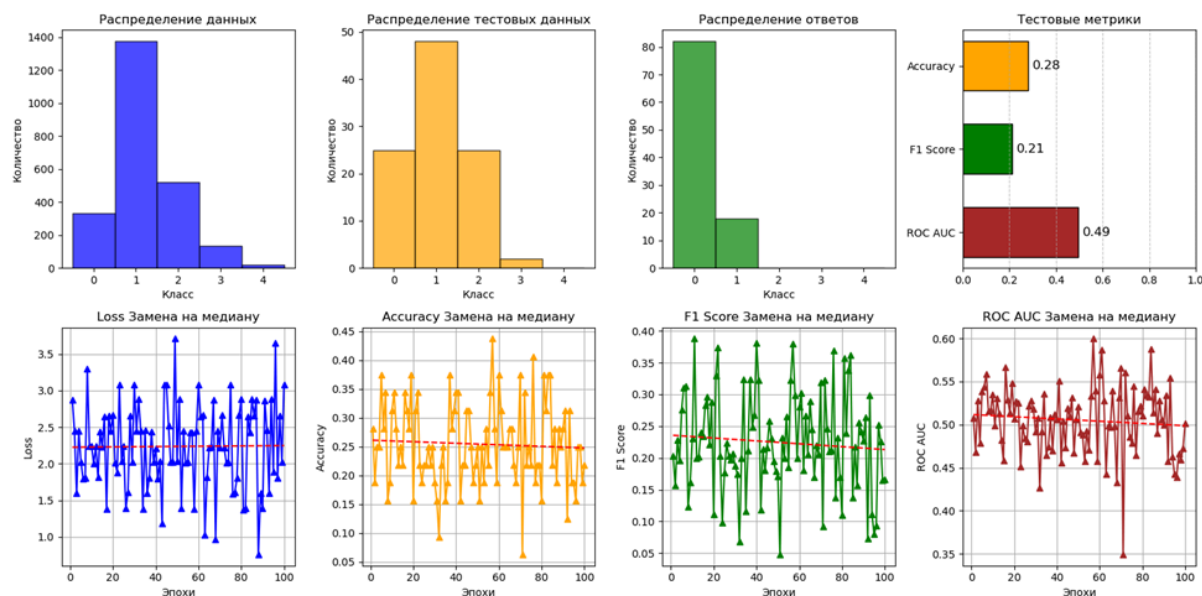 Распределение данных
Количество
1400
1200
1000
800
600
400
200
0
0 1 2 3 4
Класс
Распределение тестовых данных
Количество
50
40
30
20
10
0
0 1 2 3 4
Класс
Распределение ответов
Количество
80
70
60
50
40
30
20
10
0
0 1 2 3 4
Класс
Тестовые метрики
Accuracy
0.28
F1 Score
0.21
ROC AUC
0.49
0.0 0.2 0.4 0.6 0.8 1.0
Loss Замена на медиану
Loss
3.5
3.0
2.5
2.0
1.5
1.0
0 20 40 60 80 100
Эпохи
Accuracy Замена на медиану
Accuracy
0.45
0.40
0.35
0.30
0.25
0.20
0.15
0.10
0.05
0 20 40 60 80 100
Эпохи
F1 Score Замена на медиану
F1 Score
0.40
0.35
0.30
0.25
0.20
0.15
0.10
0.05
0 20 40 60 80 100
Эпохи
ROC AUC Замена на медиану
ROC AUC
0.60
0.55
0.50
0.45
0.40
0.35
0 20 40 60 80 100
Эпохи